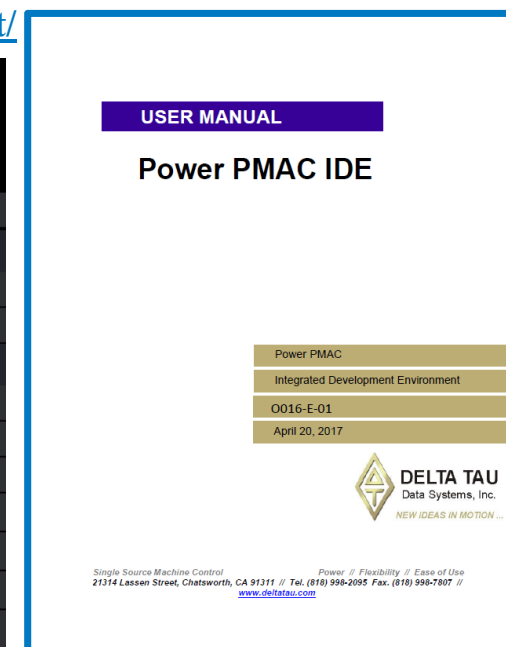 t/
USER MANUAL
Power PMAC IDE
Power PMAC
Integrated Development Environment
O016-E-01
April 20, 2017
DELTA TAU
Data Systems, Inc.
NEW IDEAS IN MOTION ...
Single Source Machine Control Power // Flexibility // Ease of Use
21314 Lassen Street, Chatsworth, CA 91311 // Tel. (818) 998-2095 Fax. (818) 998-7807 //
www.deltatau.com